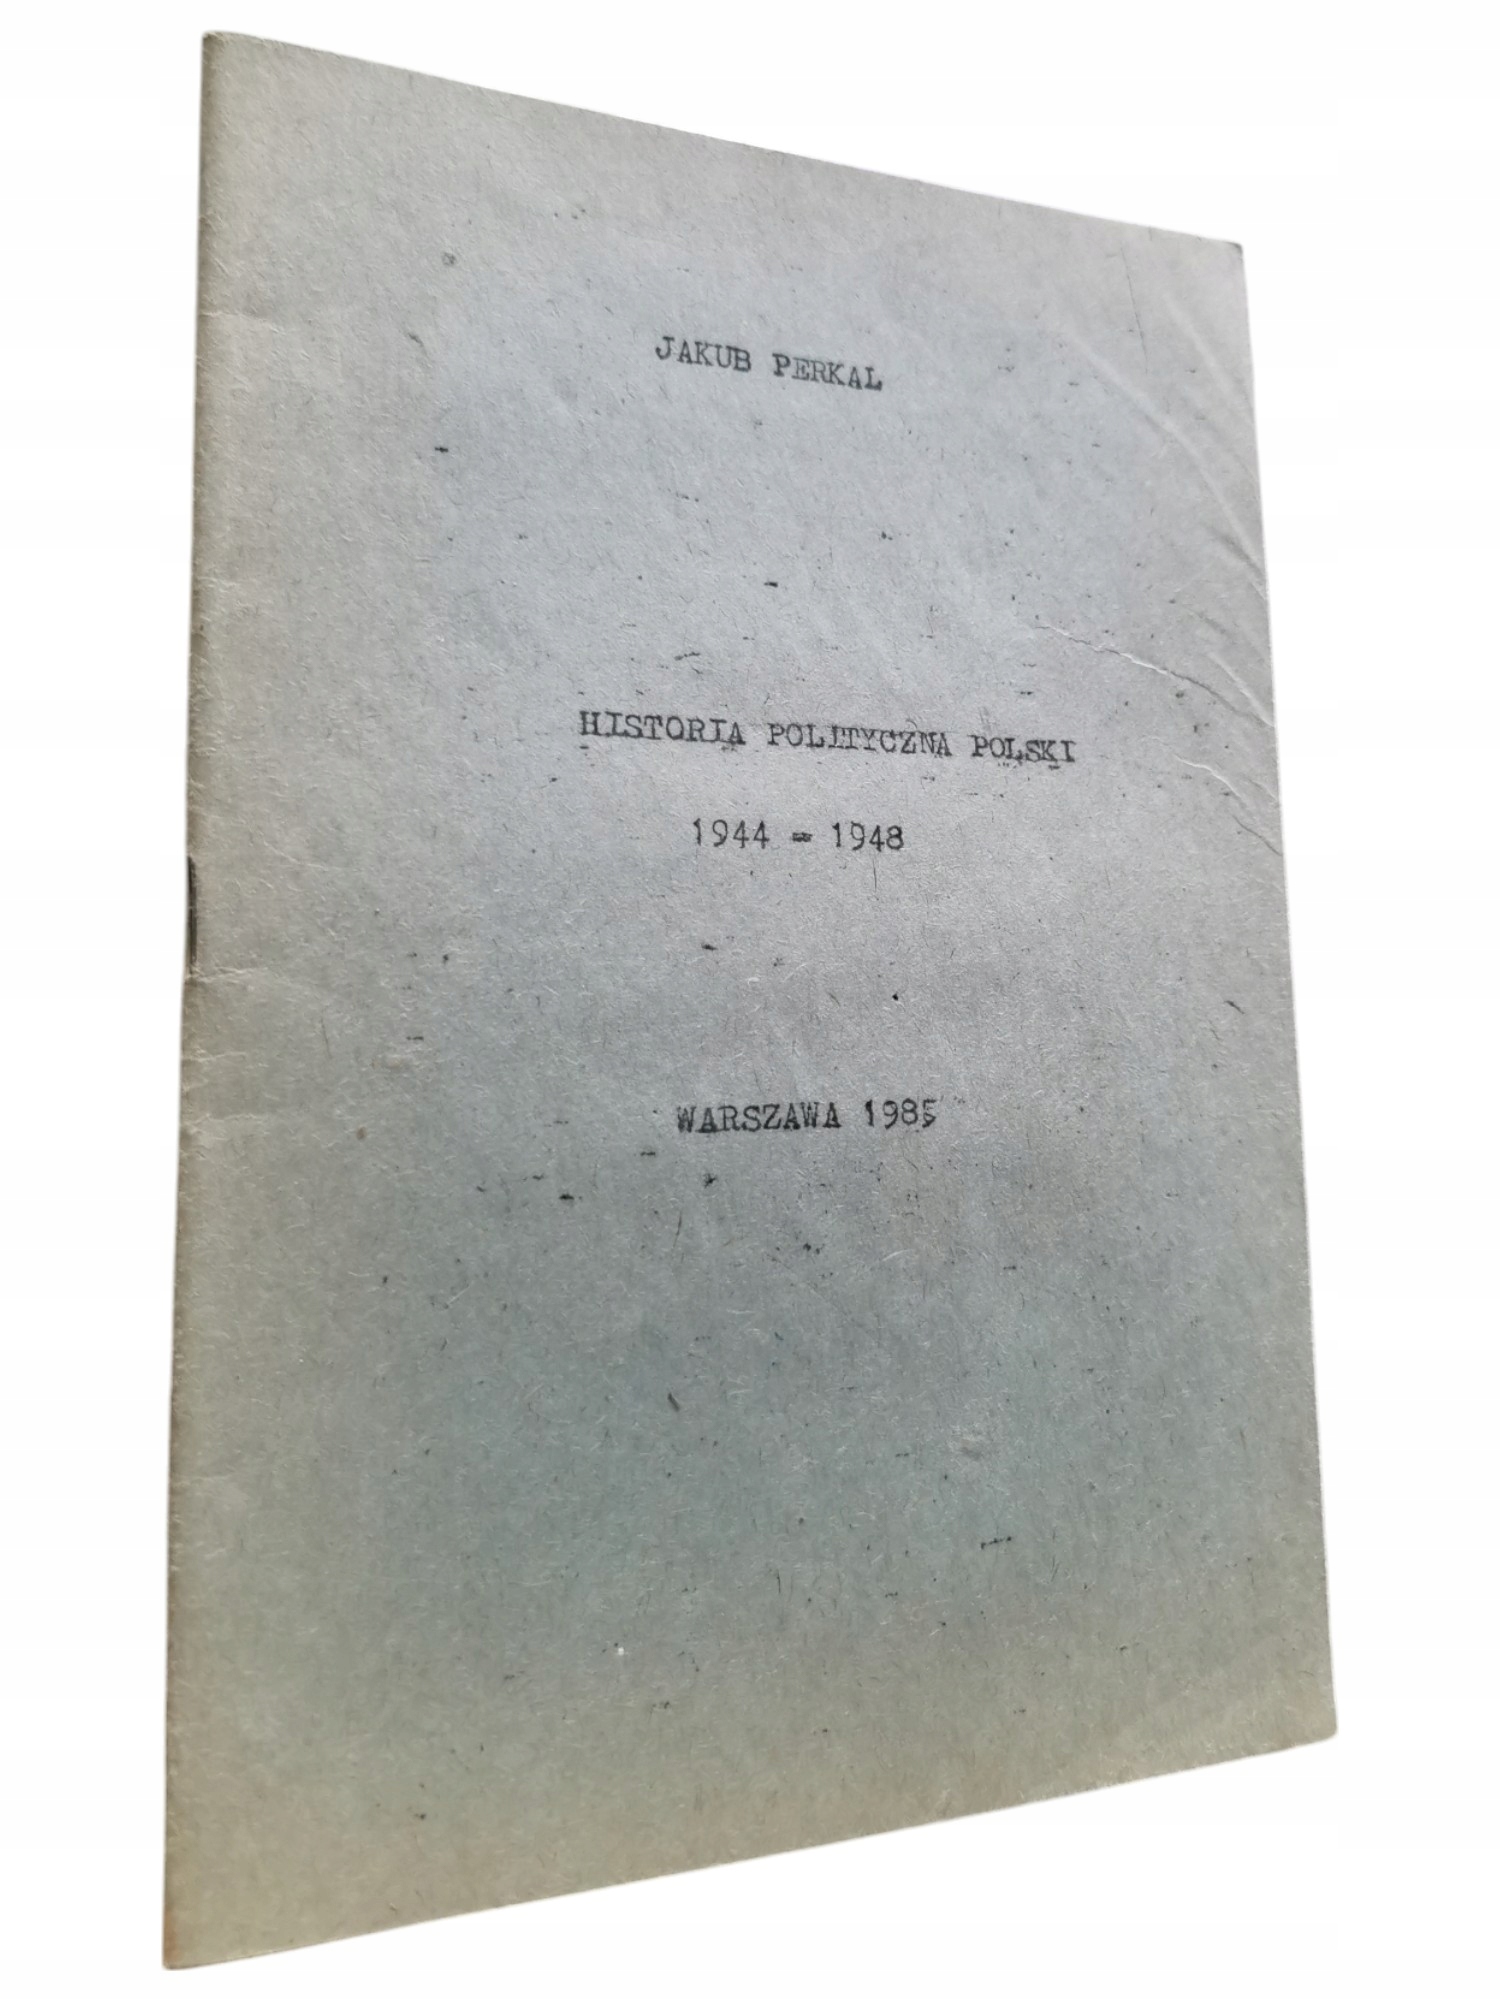 JAKUB PERKAL
HISTORIA POLITYCZNA POLSKI
1944 - 1948
WARSZAWA 1985